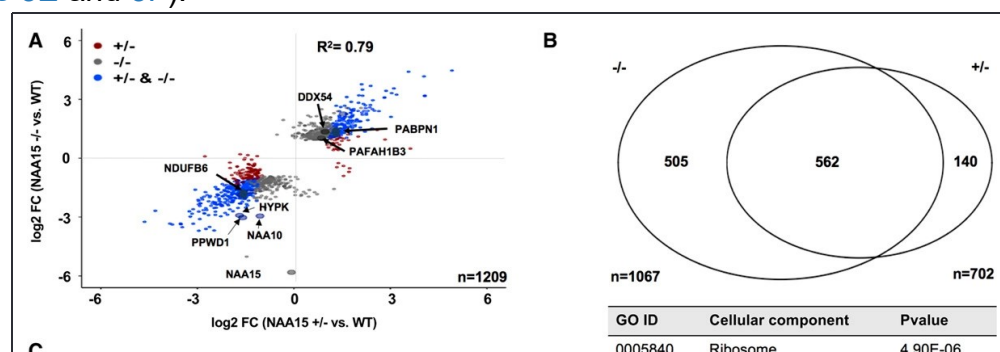 and
A
6
+/-
-/-
+/- & -/-
R²= 0.79
DDX54
3
PABPN1
PAFAH1B3
0
NDUFB6
HYPK
-3
PPWD1
NAA10
NAA15
-6
n=1209
-6 -3 0 3 6
log2 FC (NAA15 +/- vs. WT)
log2 FC (NAA15 -/- vs. WT)
B
-/-
+/-
505 562 140
n=1067 n=702
GO ID Cellular component Pvalue
0005840 Ribosome 4.90E-06
C